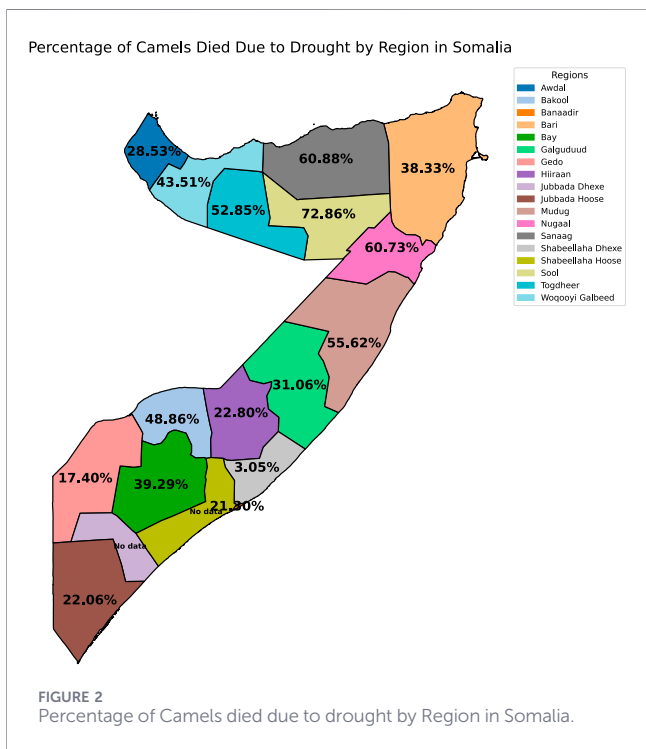 Percentage of Camels Died Due to Drought by Region in Somalia
Regions
Awdal
Bakool
Banaadir
Bari
Bay
Galguduud
Gedo
Hiiraan
Jubbada Dhexe
Jubbada Hoose
Mudug
Nugaal
Sanaag
Shabeellaha Dhexe
Shabeellaha Hoose
Sool
Togdheer
Woqooyi Galbeed
28.53%
60.88%
38.33%
43.51%
52.85%
72.86%
60.73%
55.62%
31.06%
48.86%
22.80%
3.05%
17.40%
39.29%
21.80%
No data
No data
22.06%
FIGURE 2
Percentage of Camels died due to drought by Region in Somalia.